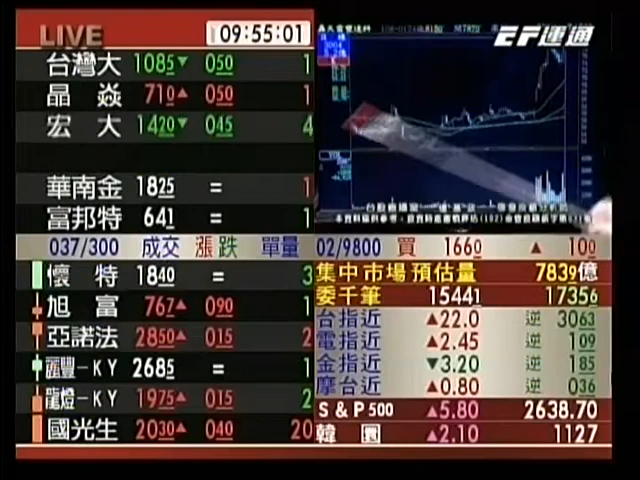 LIVE 09:55:01
EF運通
台灣大 1085▼ 050 1
晶焱 710▲ 050 1
宏大 1420▼ 045 4
華南金 1825 = 1
富邦特 641 = 1
037/300 成交 漲跌 單量 02/9800 買 1660 ▲ 100
懷特 1840 = 3
旭富 767▲ 090 1
亞諾法 2850▲ 015 2
麗豐-KY 2685 = 1
龍燈-KY 1975▲ 015 2
國光生 2030▲ 040 20
集中市場預估量 7839億
委千筆 15441 17356
台指近 ▲22.0 逆 3063
電指近 ▲2.45 逆 109
金指近 ▼3.20 逆 185
摩台近 ▲0.80 逆 036
S&P500 ▲5.80 2638.70
韓圜 ▲2.10 1127